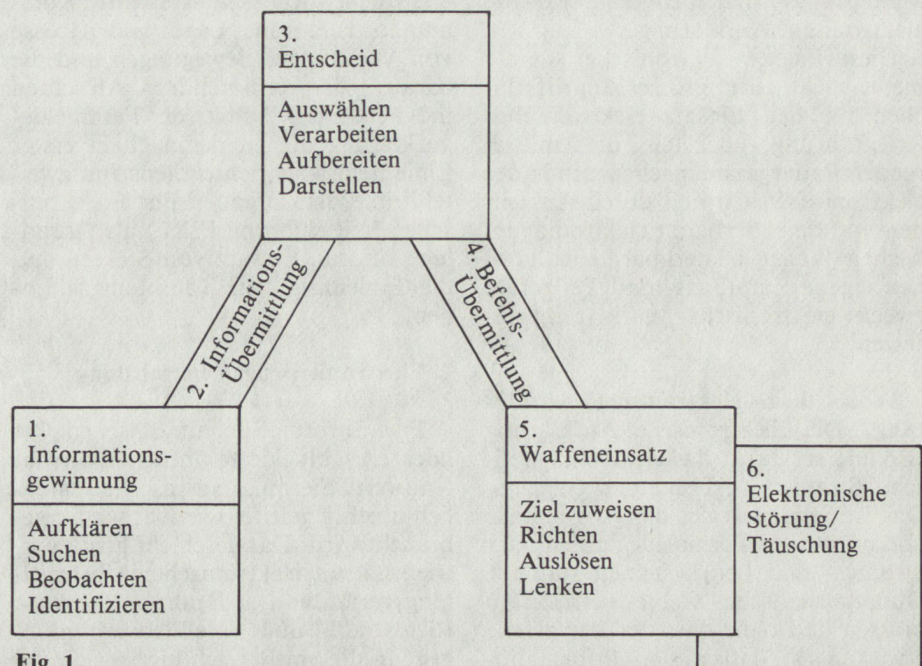 3.
Entscheid
Auswählen
Verarbeiten
Aufbereiten
Darstellen
2. Informations-
Übermittlung
4. Befehls-
Übermittlung
1.
Informations-
gewinnung
Aufklären
Suchen
Beobachten
Identifizieren
5.
Waffeneinsatz
Ziel zuweisen
Richten
Auslösen
Lenken
6.
Elektronische
Störung/
Täuschung
Fig. 1